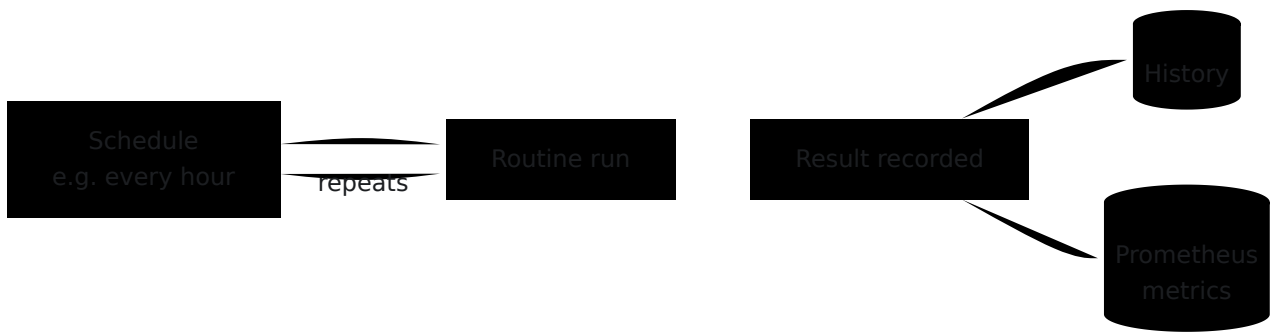 Schedule
e.g. every hour
repeats
Routine run
Result recorded
History
Prometheus
metrics